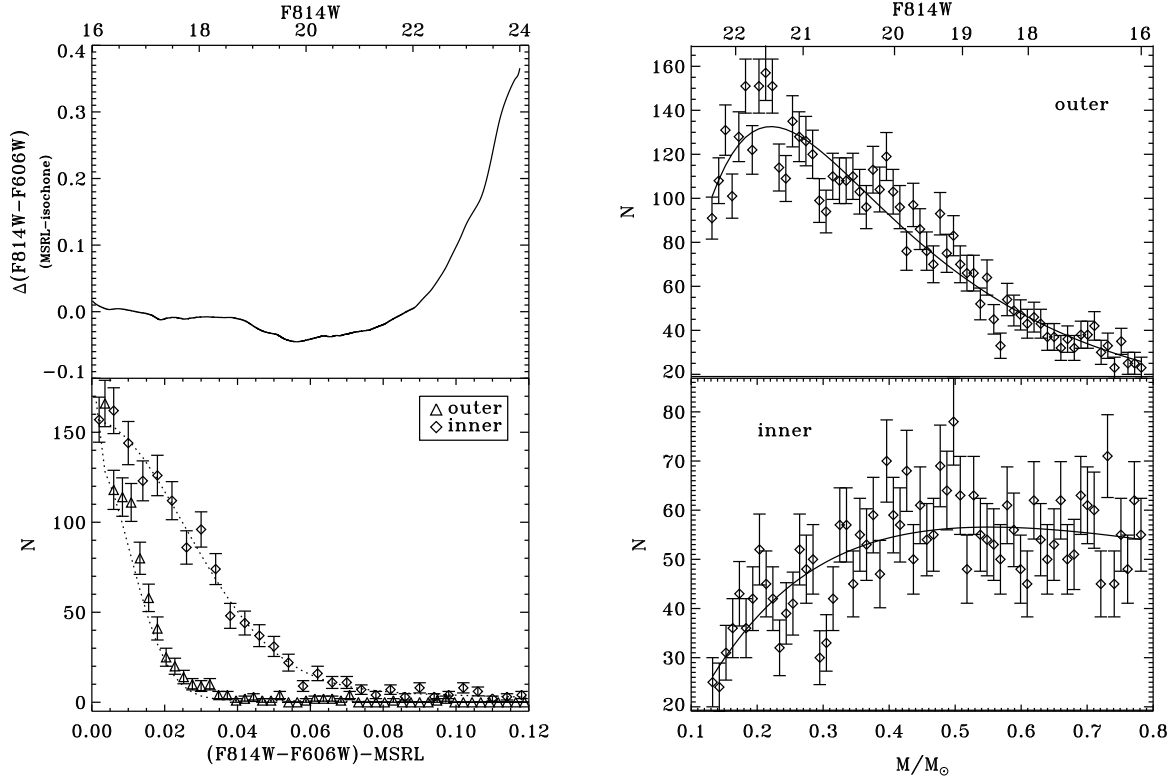 F814W
16 18 20 22 24
0.4
0.3
0.2
0.1
0.0
−0.1
Δ(F814W−F606W)
(MSRL−isochone)
outer
inner
150
100
50
0
N
0.00 0.02 0.04 0.06 0.08 0.10 0.12
(F814W−F606W)−MSRL
F814W
22 21 20 19 18 16
outer
160
140
120
100
80
60
40
20
N
inner
80
70
60
50
40
30
20
N
0.1 0.2 0.3 0.4 0.5 0.6 0.7 0.8
M/M⊙